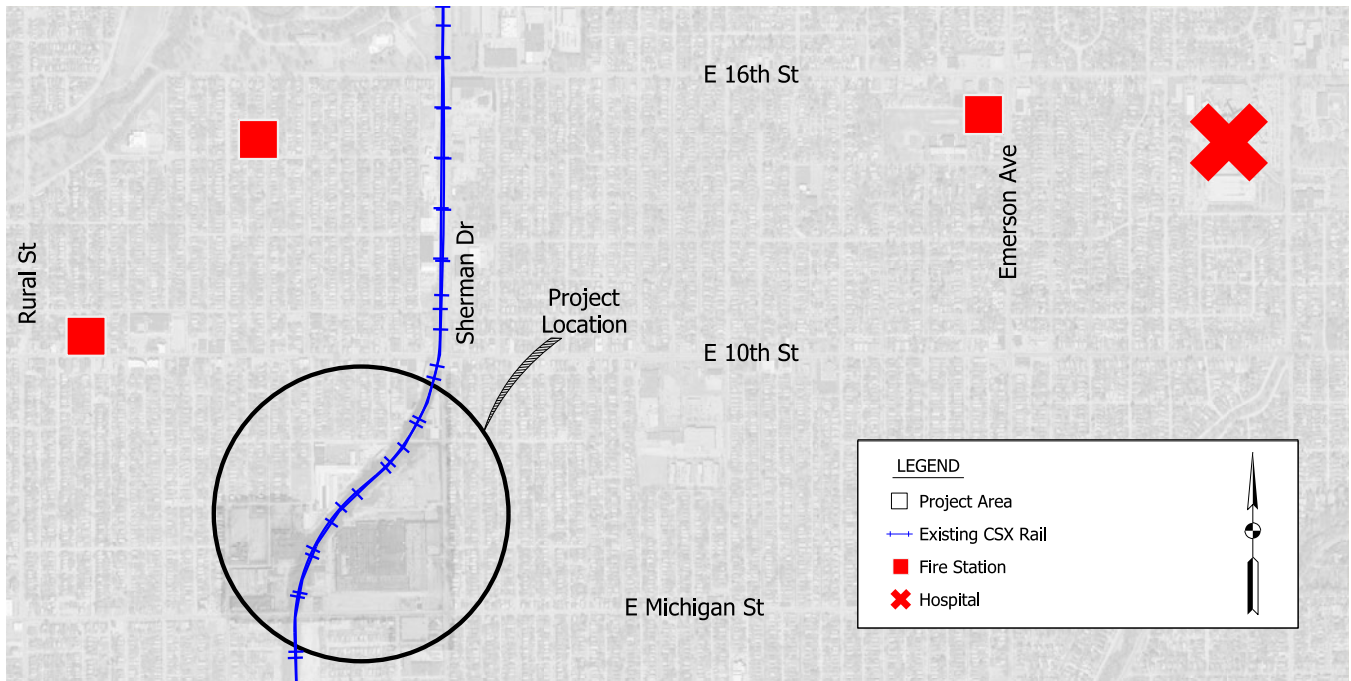 E 16th St
Emerson Ave
Rural St
Sherman Dr
Project
Location
E 10th St
E Michigan St
LEGEND
Project Area
Existing CSX Rail
Fire Station
Hospital